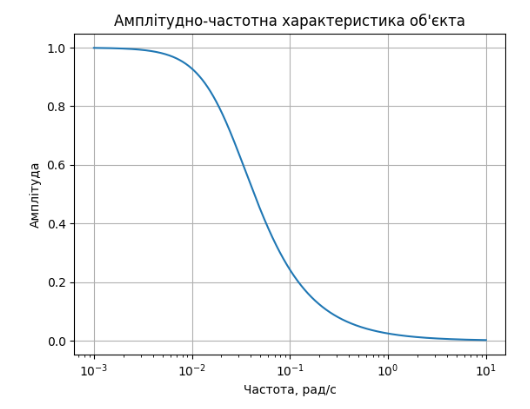 Амплітудно-частотна характеристика об'єкта
1.0
0.8
0.6
0.4
0.2
0.0
Амплітуда
10⁻³ 10⁻² 10⁻¹ 10⁰ 10¹
Частота, рад/с